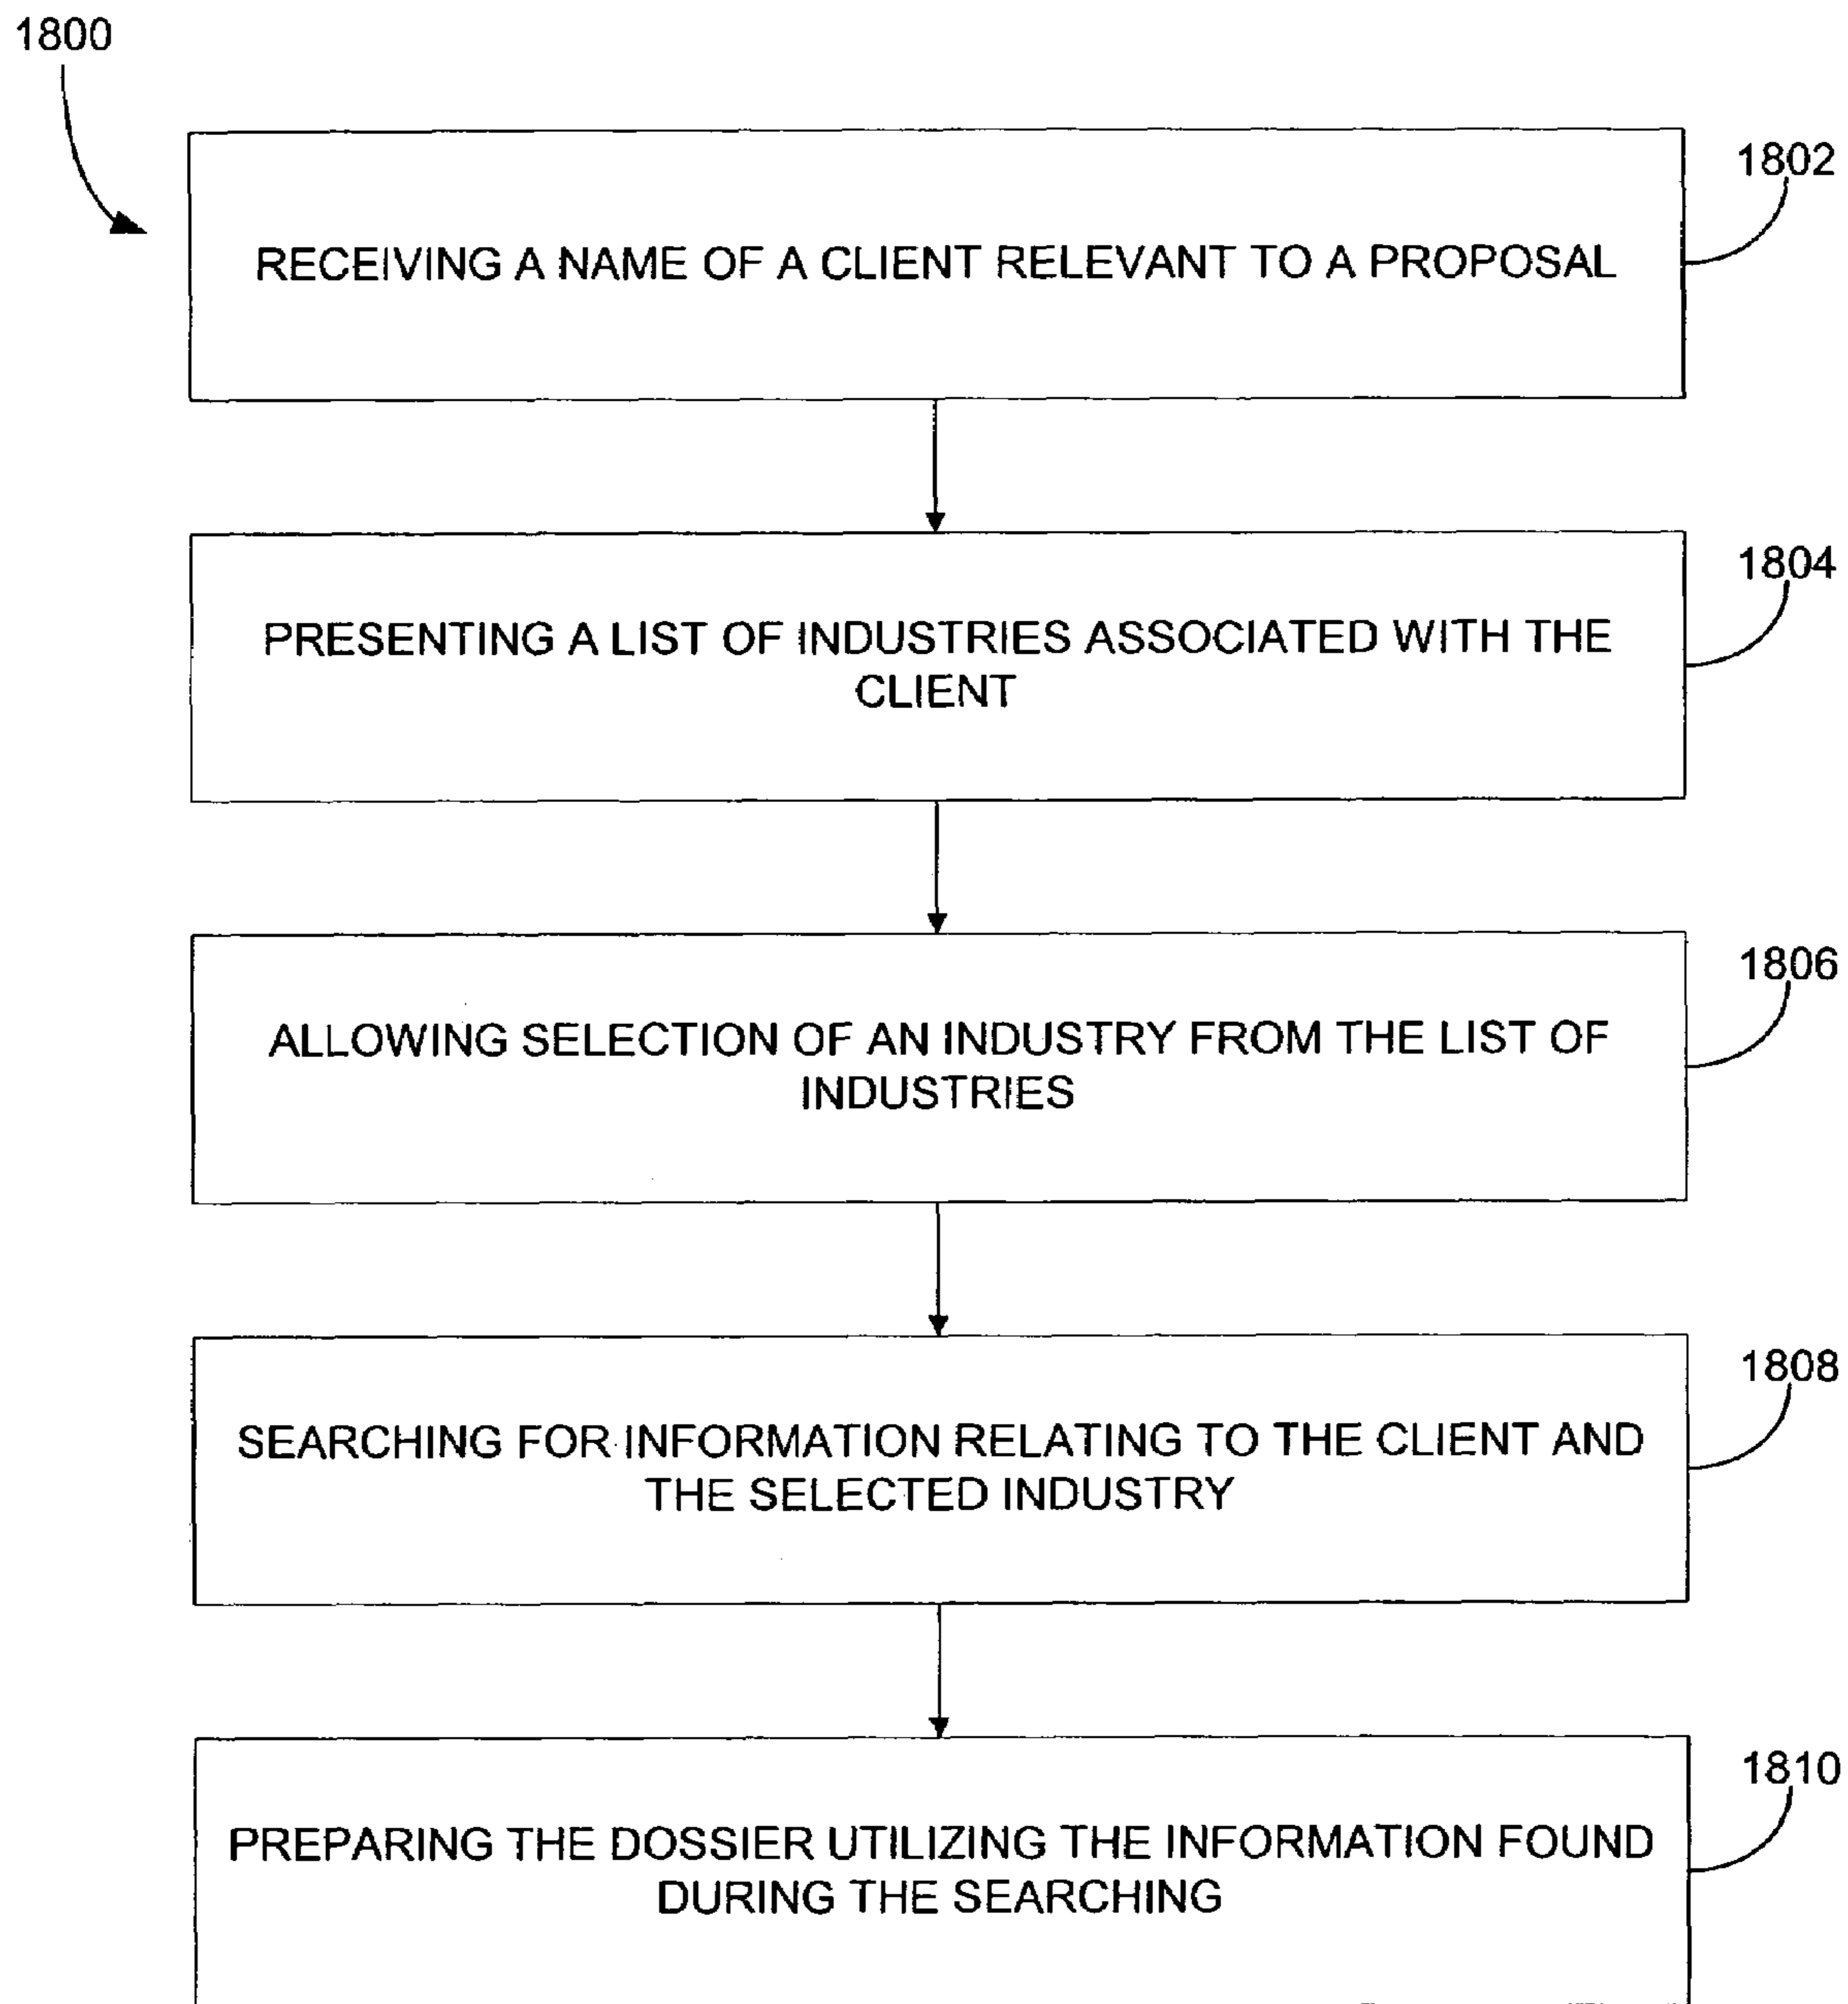 1800
1802
RECEIVING A NAME OF A CLIENT RELEVANT TO A PROPOSAL
1804
PRESENTING A LIST OF INDUSTRIES ASSOCIATED WITH THE
CLIENT
1806
ALLOWING SELECTION OF AN INDUSTRY FROM THE LIST OF
INDUSTRIES
1808
SEARCHING FOR INFORMATION RELATING TO THE CLIENT AND
THE SELECTED INDUSTRY
1810
PREPARING THE DOSSIER UTILIZING THE INFORMATION FOUND
DURING THE SEARCHING